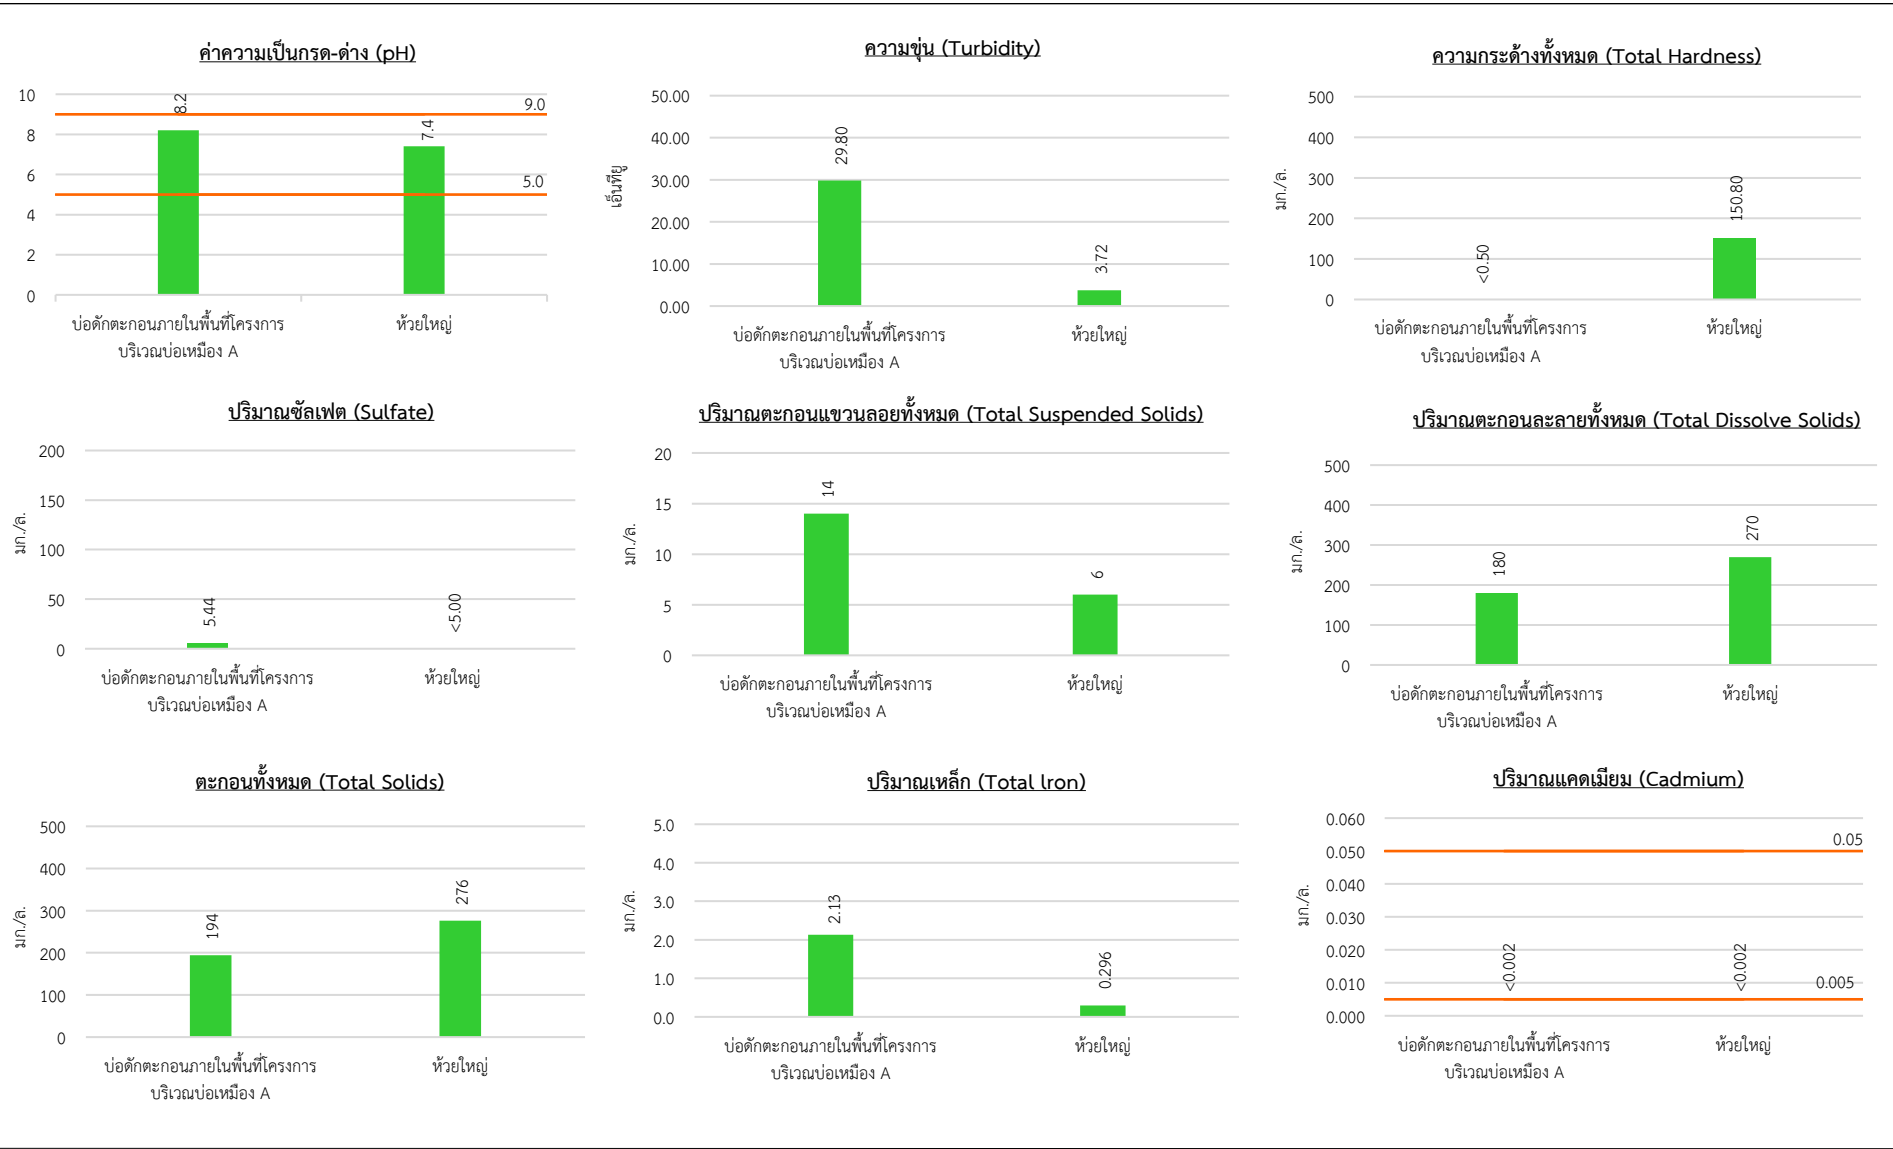 ค่าความเป็นกรด-ด่าง (pH)
10
8
6
4
2
0
8.2
7.4
9.0
5.0
บ่อดักตะกอนภายในพื้นที่โครงการ
บริเวณบ่อเหมือง A
ห้วยใหญ่
ความขุ่น (Turbidity)
เอ็นทียู
50.00
40.00
30.00
20.00
10.00
0.00
29.80
3.72
บ่อดักตะกอนภายในพื้นที่โครงการ
บริเวณบ่อเหมือง A
ห้วยใหญ่
ความกระด้างทั้งหมด (Total Hardness)
มก./ล.
500
400
300
200
100
0
<0.50
150.80
บ่อดักตะกอนภายในพื้นที่โครงการ
บริเวณบ่อเหมือง A
ห้วยใหญ่
ปริมาณซัลเฟต (Sulfate)
มก./ล.
200
150
100
50
0
5.44
<5.00
บ่อดักตะกอนภายในพื้นที่โครงการ
บริเวณบ่อเหมือง A
ห้วยใหญ่
ปริมาณตะกอนแขวนลอยทั้งหมด (Total Suspended Solids)
มก./ล.
20
15
10
5
0
14
6
บ่อดักตะกอนภายในพื้นที่โครงการ
บริเวณบ่อเหมือง A
ห้วยใหญ่
ปริมาณตะกอนละลายทั้งหมด (Total Dissolve Solids)
มก./ล.
500
400
300
200
100
0
180
270
บ่อดักตะกอนภายในพื้นที่โครงการ
บริเวณบ่อเหมือง A
ห้วยใหญ่
ตะกอนทั้งหมด (Total Solids)
มก./ล.
500
400
300
200
100
0
194
276
บ่อดักตะกอนภายในพื้นที่โครงการ
บริเวณบ่อเหมือง A
ห้วยใหญ่
ปริมาณเหล็ก (Total lron)
มก./ล.
5.0
4.0
3.0
2.0
1.0
0.0
2.13
0.296
บ่อดักตะกอนภายในพื้นที่โครงการ
บริเวณบ่อเหมือง A
ห้วยใหญ่
ปริมาณแคดเมียม (Cadmium)
มก./ล.
0.060
0.050
0.040
0.030
0.020
0.010
0.000
<0.002
<0.002
0.05
0.005
บ่อดักตะกอนภายในพื้นที่โครงการ
บริเวณบ่อเหมือง A
ห้วยใหญ่